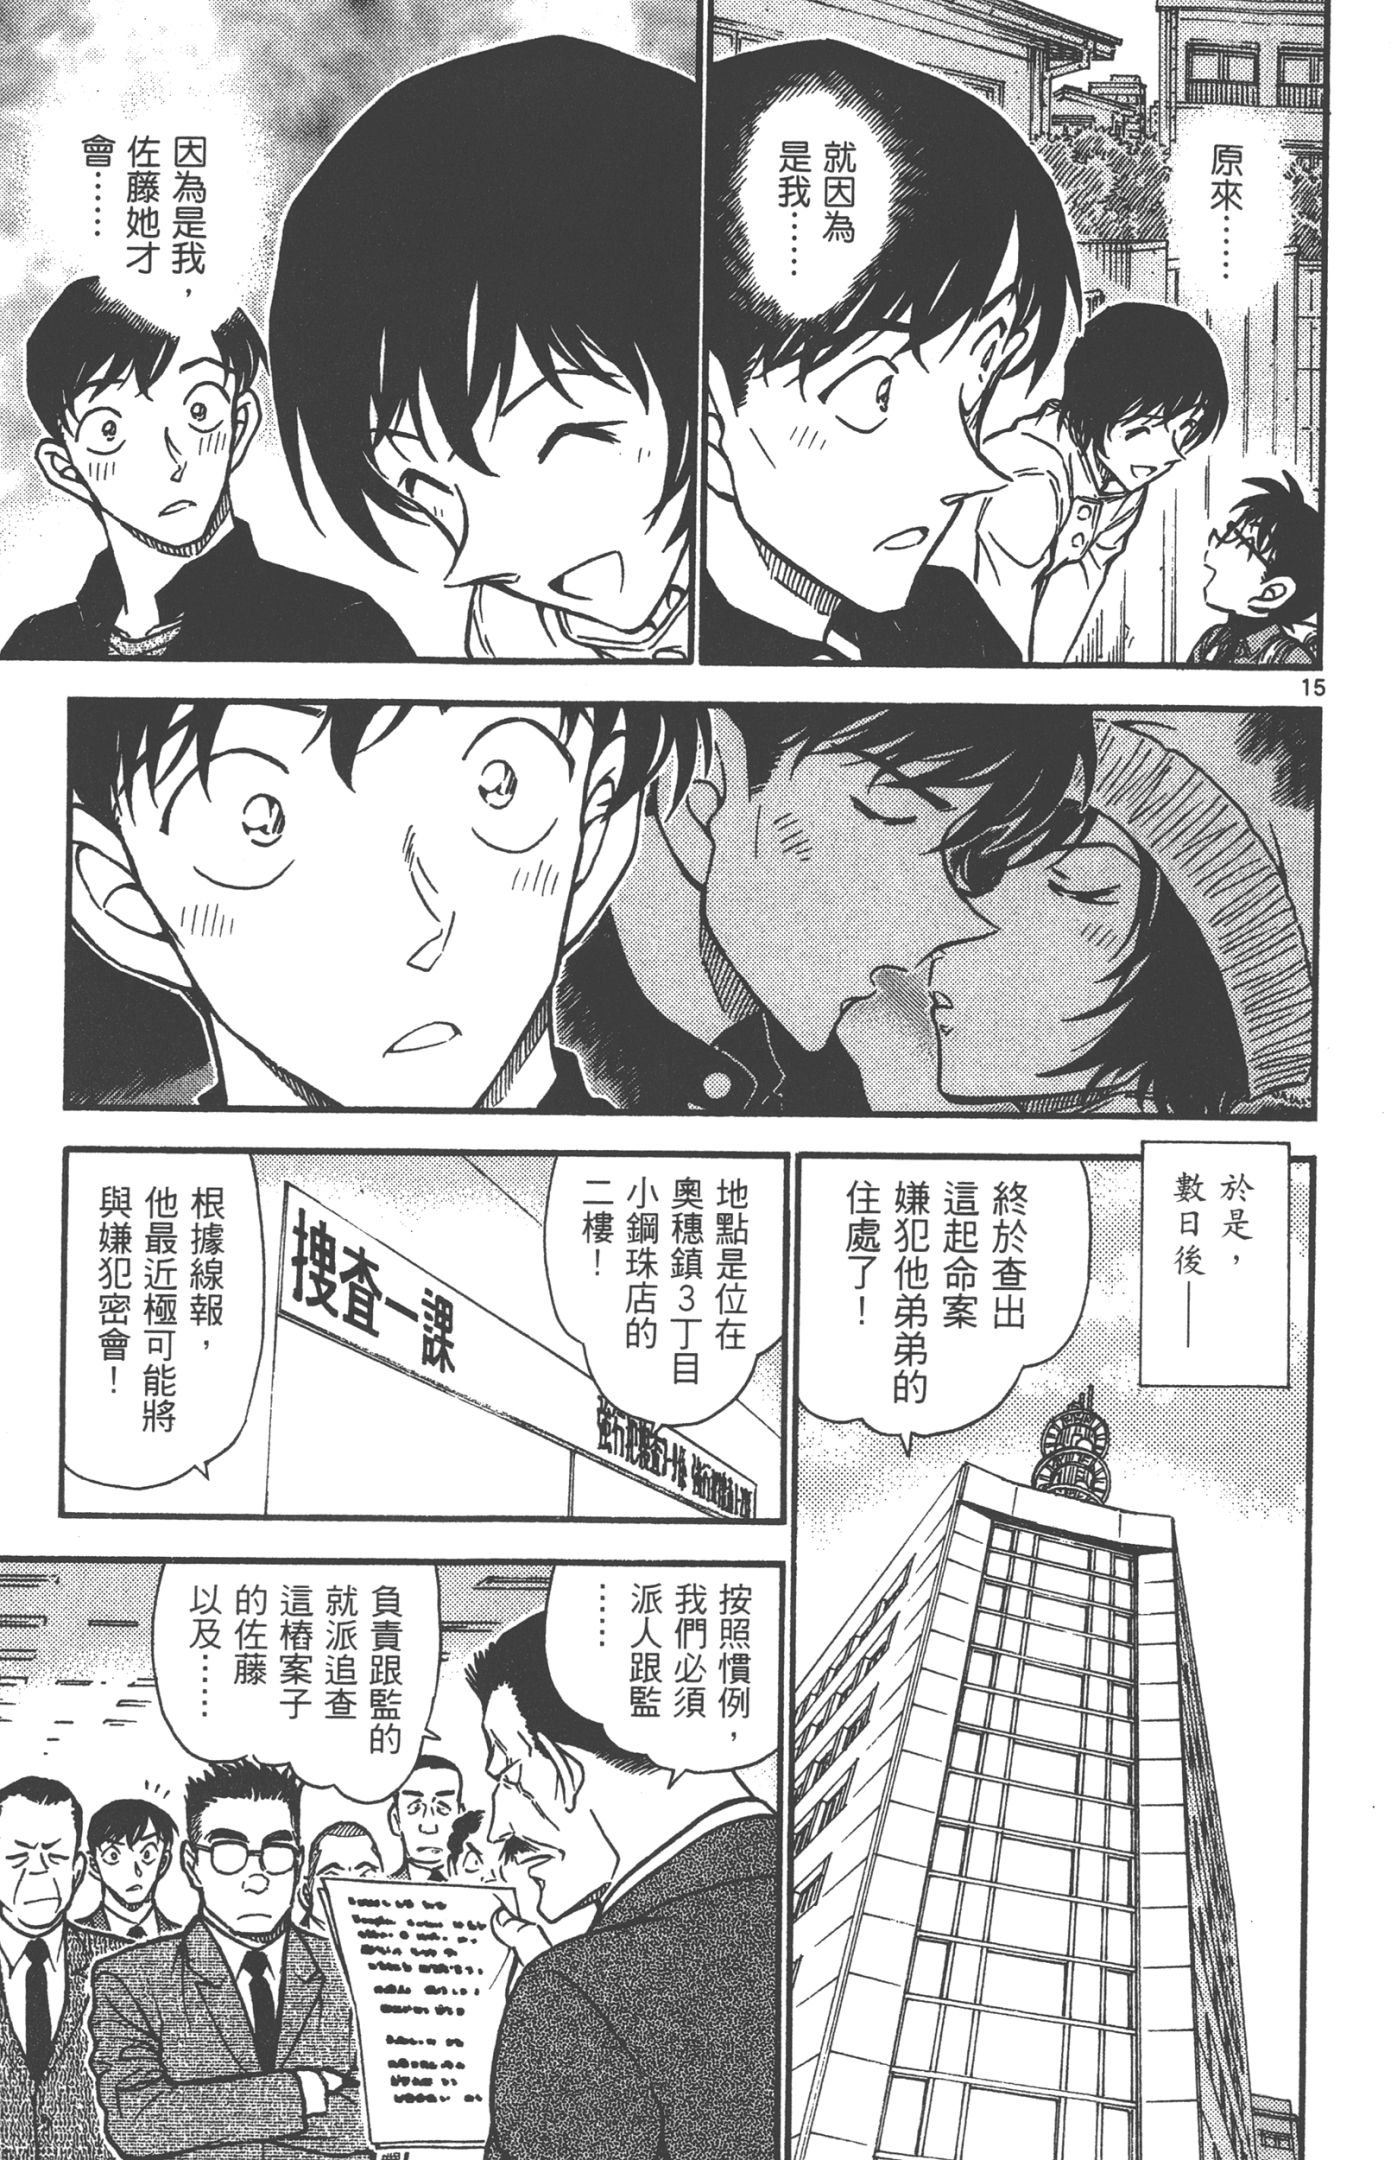 原來……
就因為
是我……
因為是我，
佐藤她才
會……
15
於是，
數日後——
終於查出
這起命案
嫌犯他弟弟的
住處了！
地點是位在
奧穗鎮3丁目
小鋼珠店的
二樓！
搜查一課
根據線報，
他最近極可能將
與嫌犯密會！
按照慣例，
我們必須
派人跟監
……
負責跟監的
就派追查
這樁案子
的佐藤
以及……